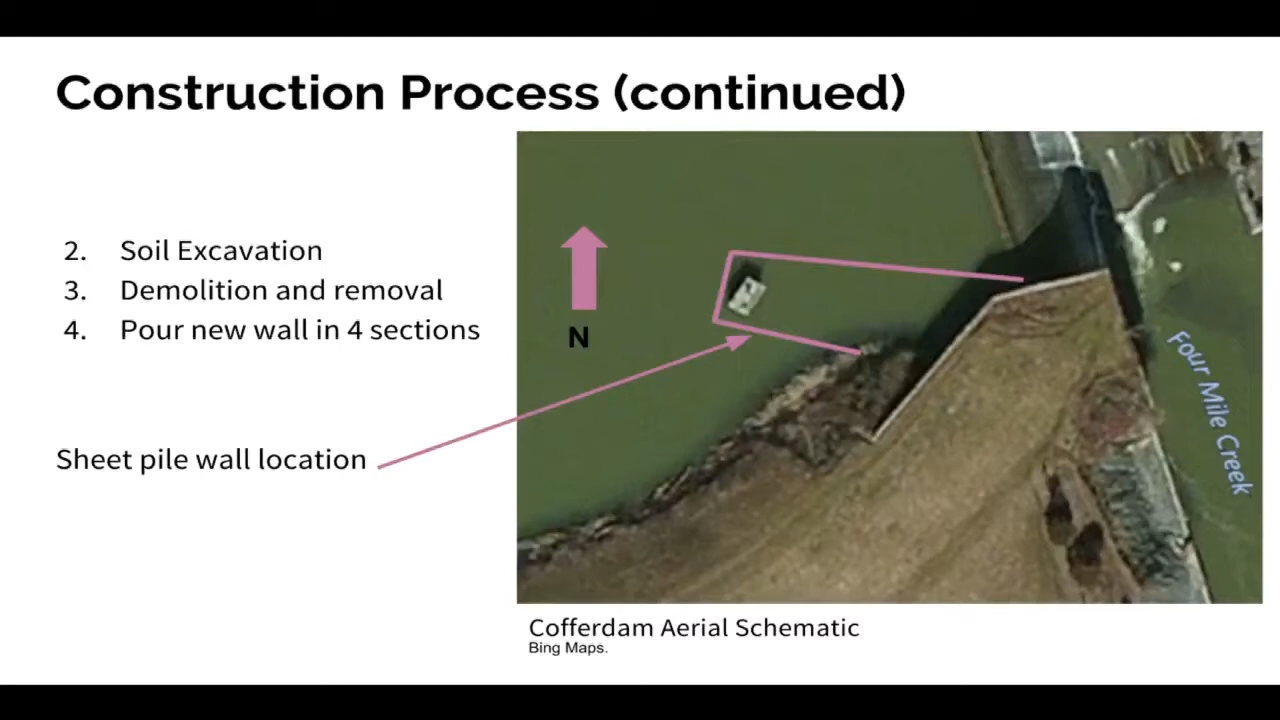 Construction Process (continued)
2. Soil Excavation
3. Demolition and removal
4. Pour new wall in 4 sections
Sheet pile wall location
N
Four Mile Creek
Cofferdam Aerial Schematic
Bing Maps.